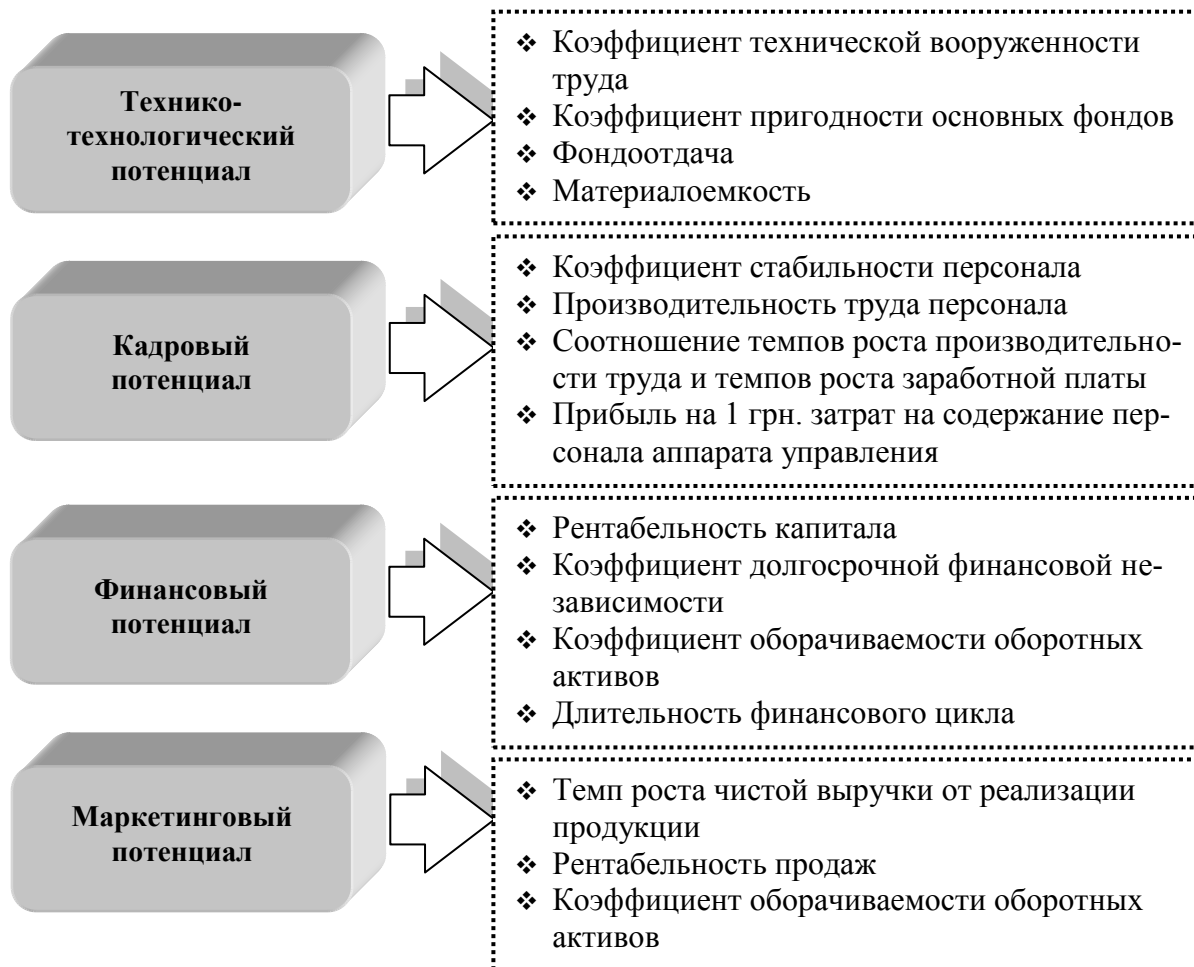 Технико-
технологический
потенциал
❖ Коэффициент технической вооруженности
труда
❖ Коэффициент пригодности основных фондов
❖ Фондоотдача
❖ Материалоемкость
Кадровый
потенциал
❖ Коэффициент стабильности персонала
❖ Производительность труда персонала
❖ Соотношение темпов роста производительно-
сти труда и темпов роста заработной платы
❖ Прибыль на 1 грн. затрат на содержание пер-
сонала аппарата управления
Финансовый
потенциал
❖ Рентабельность капитала
❖ Коэффициент долгосрочной финансовой не-
зависимости
❖ Коэффициент оборачиваемости оборотных
активов
❖ Длительность финансового цикла
Маркетинговый
потенциал
❖ Темп роста чистой выручки от реализации
продукции
❖ Рентабельность продаж
❖ Коэффициент оборачиваемости оборотных
активов